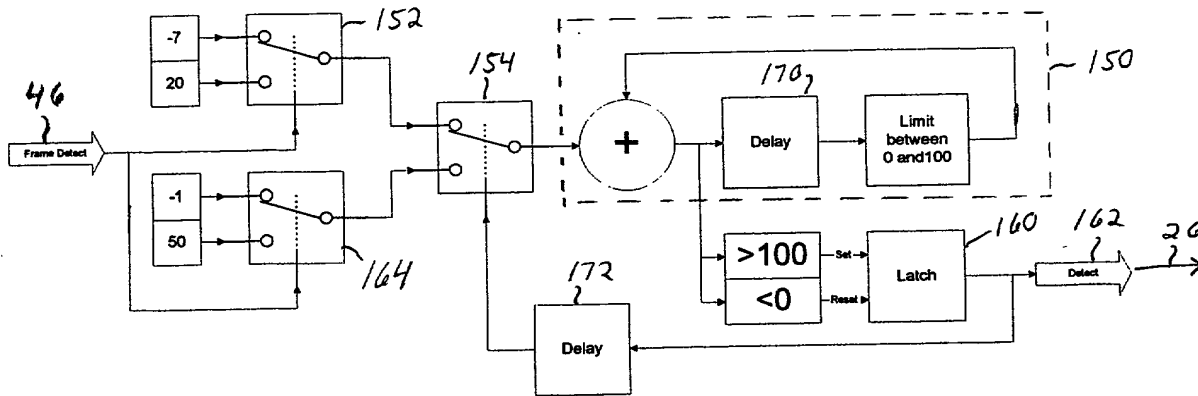 152
-7
20
154
170
150
46
Frame Detect
+
Delay
Limit
between
0 and100
-1
50
164
160
162
26
>100
Set
<0
Reset
Latch
Detect
172
Delay